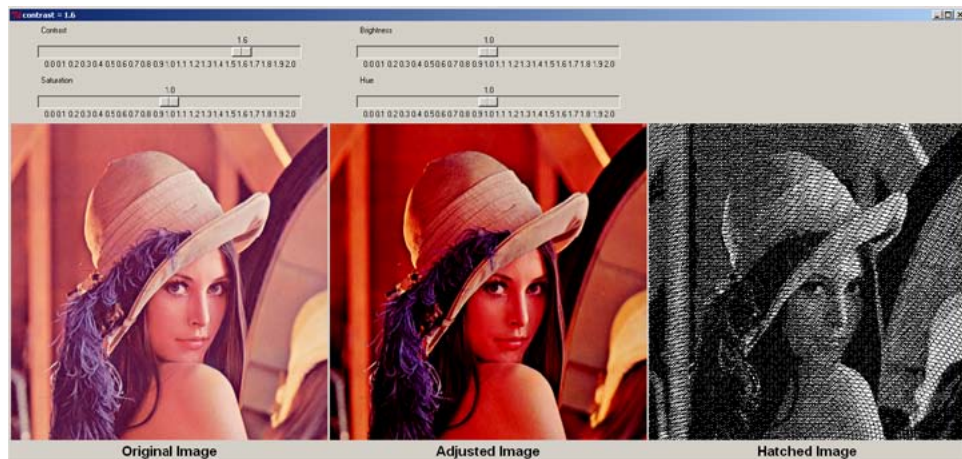 contrast = 1.6
Contrast
1.6
0.0 0.1 0.2 0.3 0.4 0.5 0.6 0.7 0.8 0.9 1.0 1.1 1.2 1.3 1.4 1.5 1.6 1.7 1.8 1.9 2.0
Brightness
1.0
0.0 0.1 0.2 0.3 0.4 0.5 0.6 0.7 0.8 0.9 1.0 1.1 1.2 1.3 1.4 1.5 1.6 1.7 1.8 1.9 2.0
Saturation
1.0
0.0 0.1 0.2 0.3 0.4 0.5 0.6 0.7 0.8 0.9 1.0 1.1 1.2 1.3 1.4 1.5 1.6 1.7 1.8 1.9 2.0
Hue
1.0
0.0 0.1 0.2 0.3 0.4 0.5 0.6 0.7 0.8 0.9 1.0 1.1 1.2 1.3 1.4 1.5 1.6 1.7 1.8 1.9 2.0
Original Image
Adjusted Image
Hatched Image